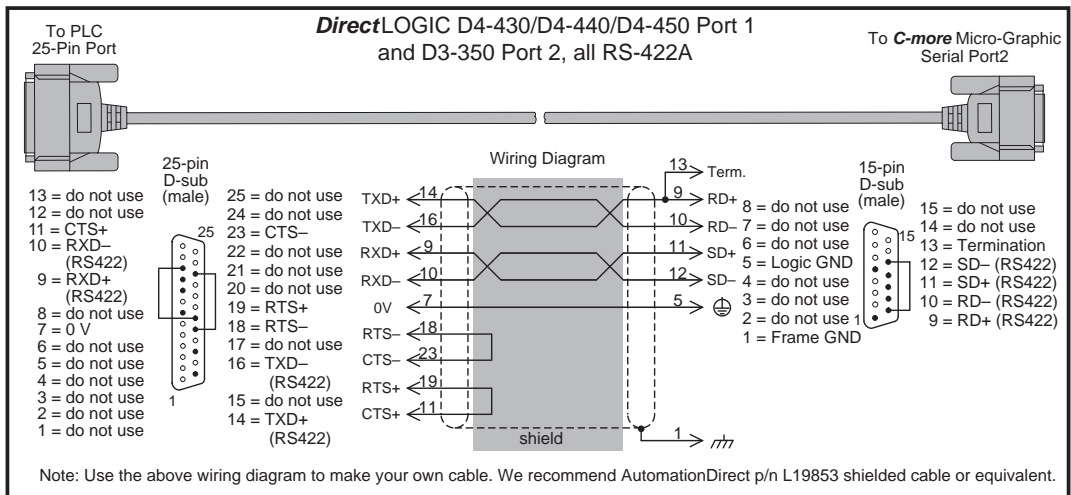 DirectLOGIC D4-430/D4-440/D4-450 Port 1
and D3-350 Port 2, all RS-422A
To PLC
25-Pin Port
To C-more Micro-Graphic
Serial Port2
25-pin
D-sub
(male)
13 = do not use
12 = do not use
11 = CTS+
10 = RXD–
(RS422)
9 = RXD+
(RS422)
8 = do not use
7 = 0 V
6 = do not use
5 = do not use
4 = do not use
3 = do not use
2 = do not use
1 = do not use
25
1
25 = do not use
24 = do not use
23 = CTS–
22 = do not use
21 = do not use
20 = do not use
19 = RTS+
18 = RTS–
17 = do not use
16 = TXD–
(RS422)
15 = do not use
14 = TXD+
(RS422)
Wiring Diagram
13 Term.
TXD+ 14 9 RD+
TXD– 16 10 RD–
RXD+ 9 11 SD+
RXD– 10 12 SD–
0V 7 5
RTS– 18
CTS– 23
RTS+ 19
CTS+ 11
shield
1
8 = do not use
7 = do not use
6 = do not use
5 = Logic GND
4 = do not use
3 = do not use
2 = do not use
1 = Frame GND
15-pin
D-sub
(male)
15
1
15 = do not use
14 = do not use
13 = Termination
12 = SD– (RS422)
11 = SD+ (RS422)
10 = RD– (RS422)
9 = RD+ (RS422)
Note: Use the above wiring diagram to make your own cable. We recommend AutomationDirect p/n L19853 shielded cable or equivalent.